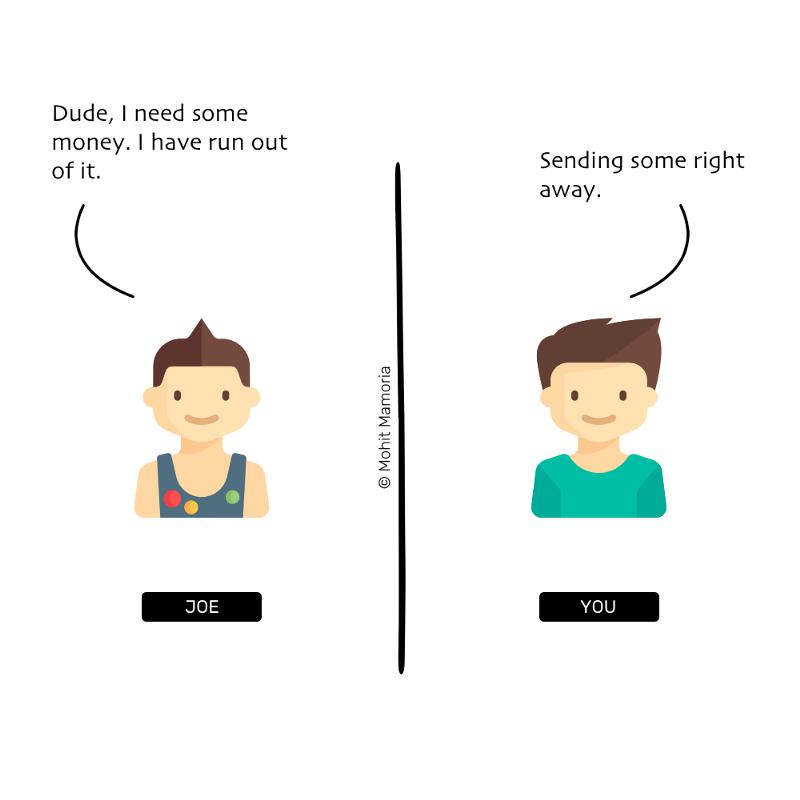 Dude, I need some
money. I have run out
of it.
Sending some right
away.
© Mohit Mamoria
JOE
YOU